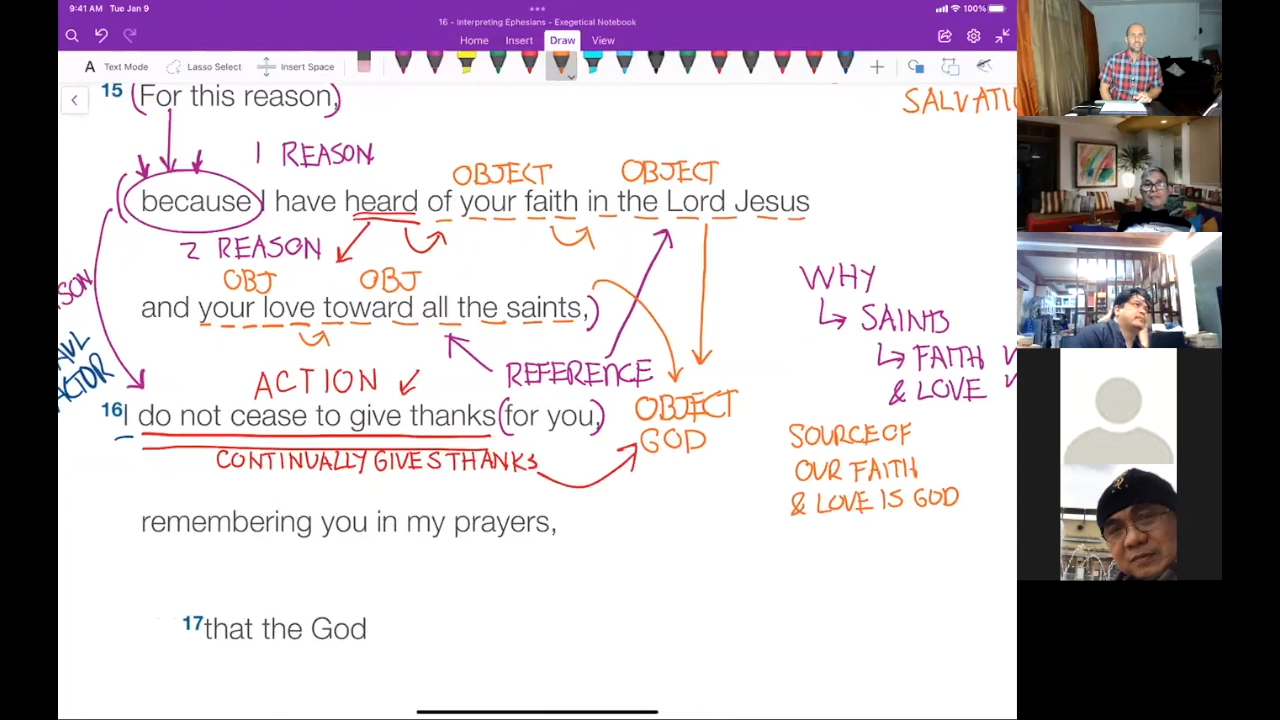 9:41 AM Tue Jan 9
100%
16 - Interpreting Ephesians - Exegetical Notebook
Home Insert Draw View
A Text Mode Lasso Select Insert Space
15 (For this reason,)
SALVATI
1 REASON
OBJECT OBJECT
because I have heard of your faith in the Lord Jesus
2 REASON
OBJ OBJ
and your love toward all the saints,)
WHY
SAINTS
FAITH
& LOVE
SON
REFERENCE
ACTION
AUL
ACTOR
16 I do not cease to give thanks (for you,)
OBJECT
GOD
CONTINUALLY GIVES THANKS
SOURCE OF
OUR FAITH
& LOVE IS GOD
remembering you in my prayers,
17 that the God